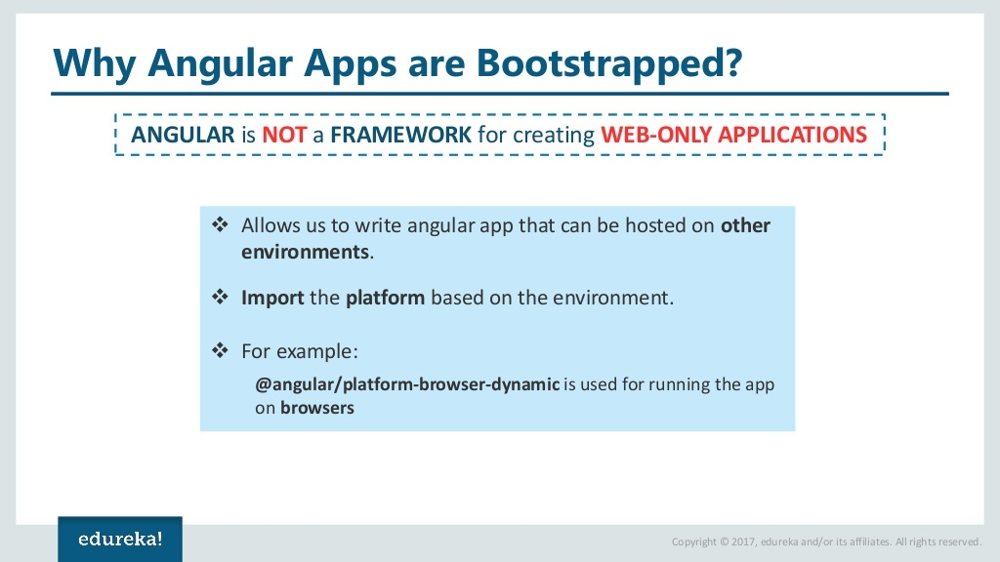 Why Angular Apps are Bootstrapped?
ANGULAR is NOT a FRAMEWORK for creating WEB-ONLY APPLICATIONS
❖ Allows us to write angular app that can be hosted on other
environments.
❖ Import the platform based on the environment.
❖ For example:
@angular/platform-browser-dynamic is used for running the app
on browsers
edureka!
Copyright © 2017, edureka and/or its affiliates. All rights reserved.